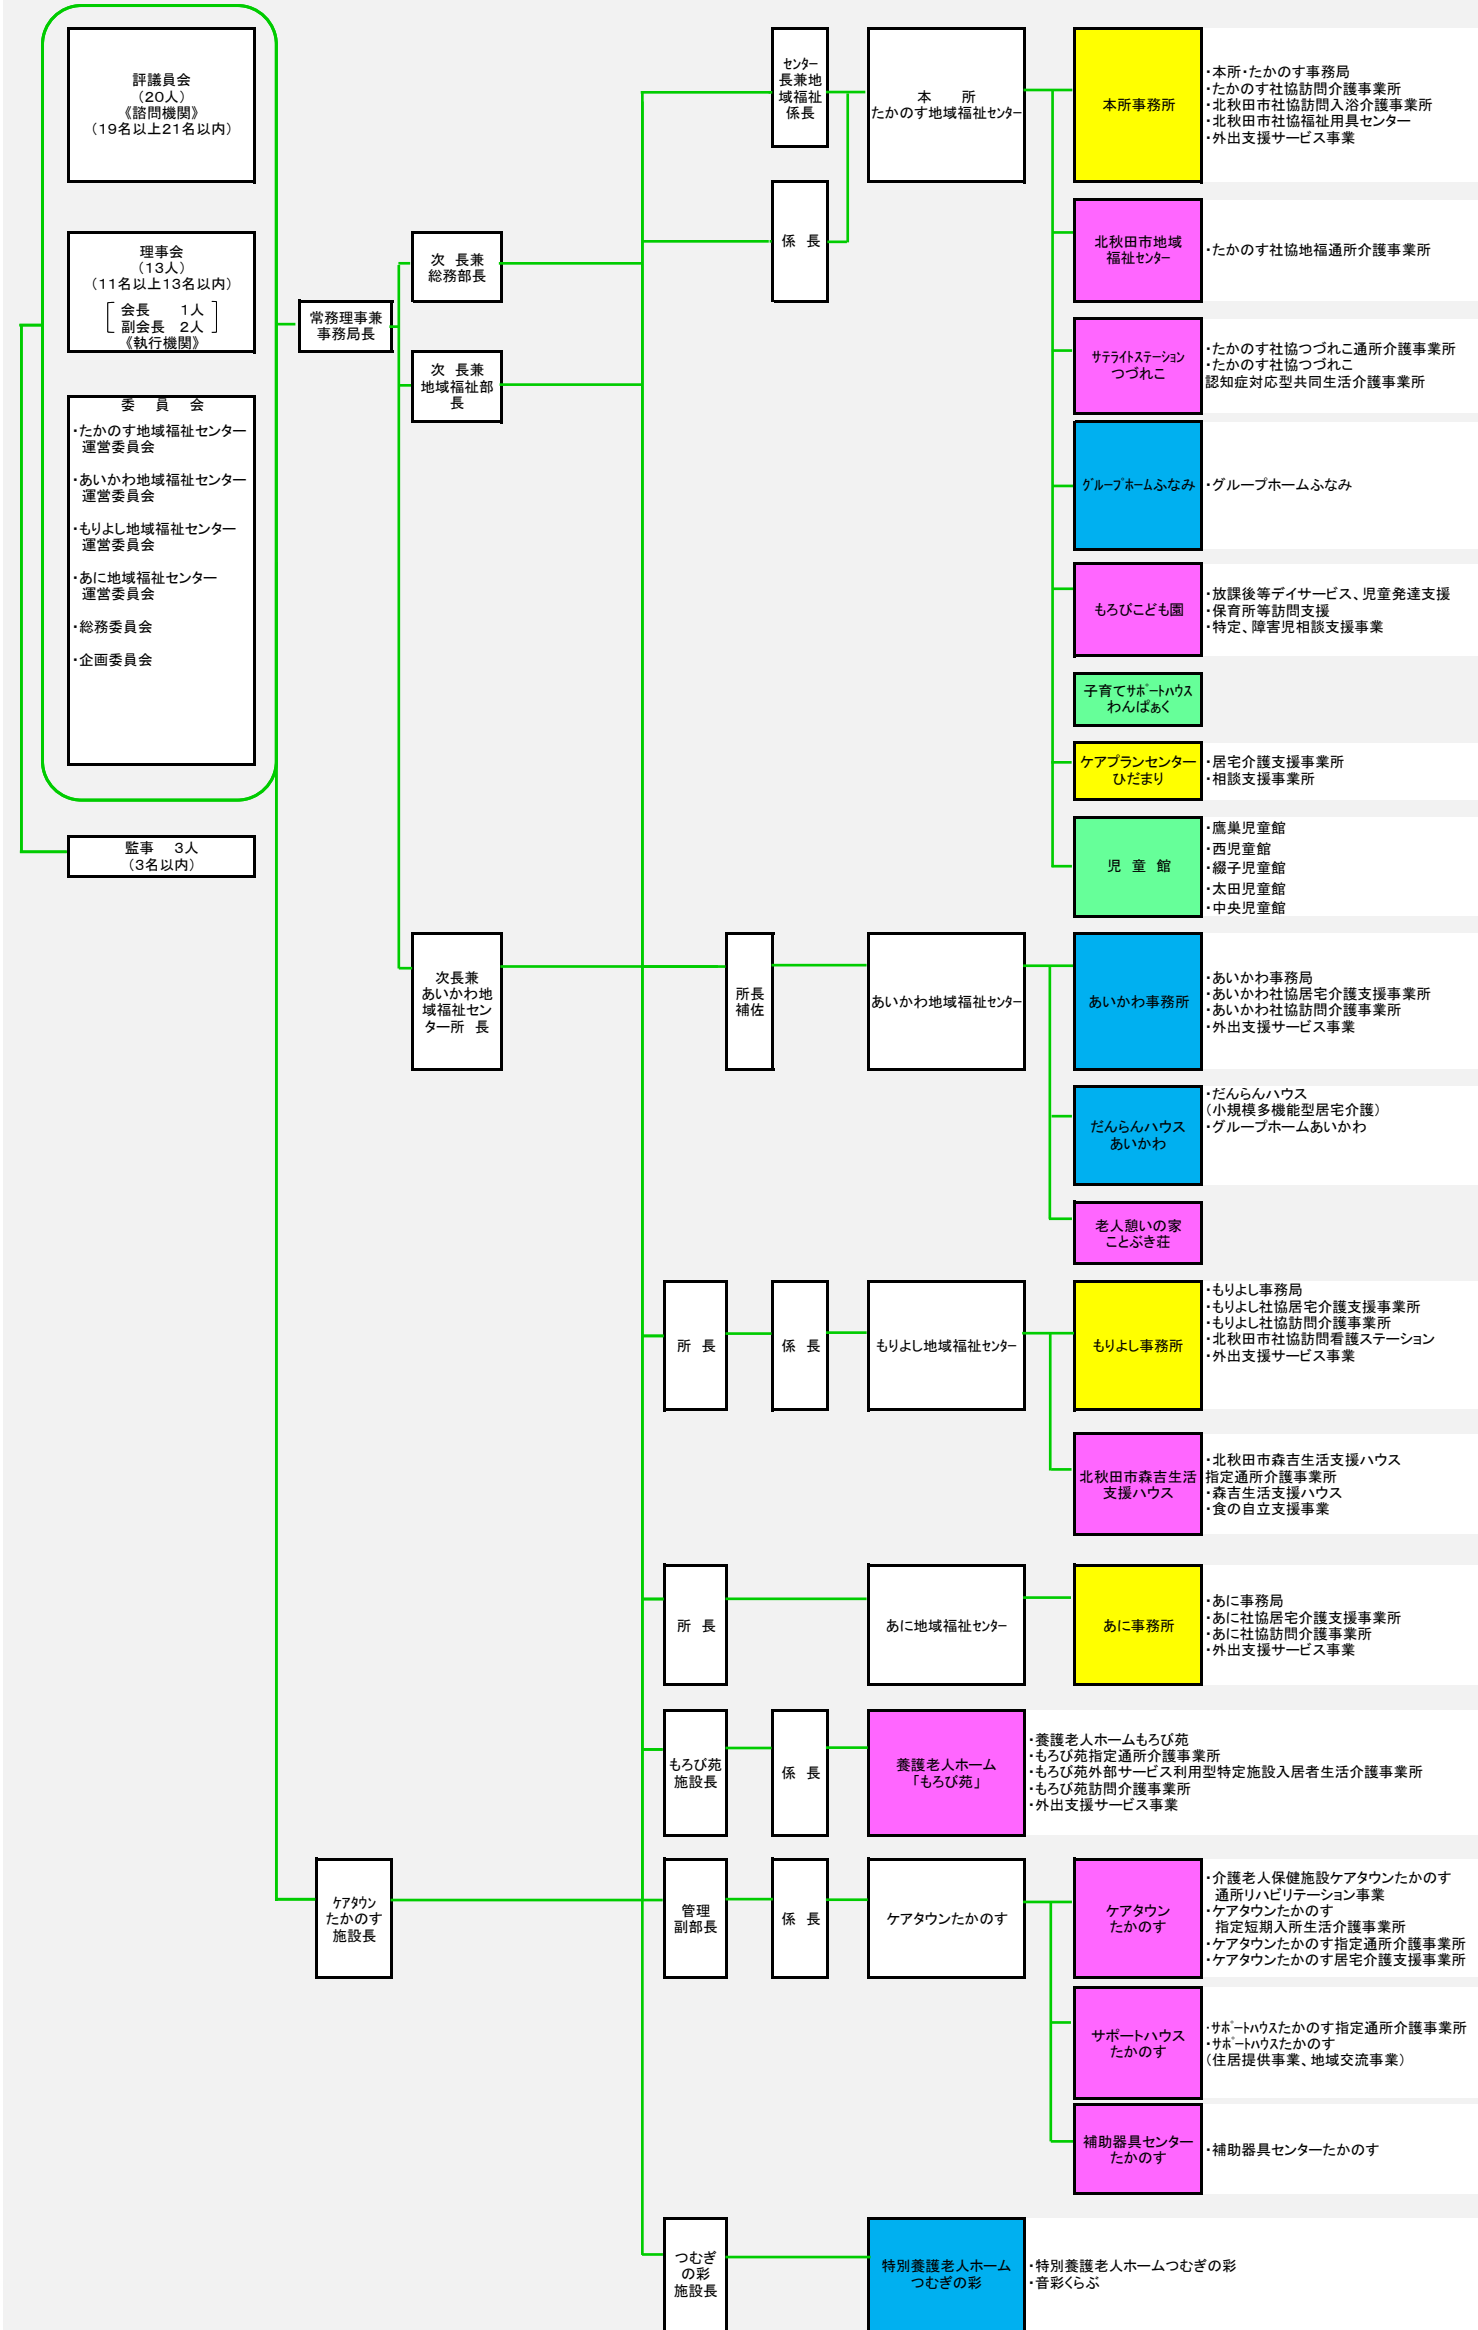 評議員会
(20人)
《諮問機関》
(19名以上21名以内)
理事会
(13人)
(11名以上13名以内)
会長　1人
副会長　2人
《執行機関》
委　員　会
・たかのす地域福祉センター
運営委員会
・あいかわ地域福祉センター
運営委員会
・もりよし地域福祉センター
運営委員会
・あに地域福祉センター
運営委員会
・総務委員会
・企画委員会
監事　3人
(3名以内)
常務理事兼
事務局長
次 長兼
総務部長
次 長兼
地域福祉部
長
次長兼
あいかわ地
域福祉セン
ター所 長
ケアタウン
たかのす
施設長
センター
長兼地
域福祉
係長
係 長
本　所
たかのす地域福祉センター
本所事務所
・本所・たかのす事務局
・たかのす社協訪問介護事業所
・北秋田市社協訪問入浴介護事業所
・北秋田市社協福祉用具センター
・外出支援サービス事業
北秋田市地域
福祉センター
・たかのす社協地福通所介護事業所
サテライトステーション
つづれこ
・たかのす社協つづれこ通所介護事業所
・たかのす社協つづれこ
認知症対応型共同生活介護事業所
グループホームふなみ
・グループホームふなみ
もろびこども園
・放課後等デイサービス、児童発達支援
・保育所等訪問支援
・特定、障害児相談支援事業
子育てサポートハウス
わんぱぁく
ケアプランセンター
ひだまり
・居宅介護支援事業所
・相談支援事業所
児 童 館
・鷹巣児童館
・西児童館
・綴子児童館
・太田児童館
・中央児童館
所長
補佐
あいかわ地域福祉センター
あいかわ事務所
・あいかわ事務局
・あいかわ社協居宅介護支援事業所
・あいかわ社協訪問介護事業所
・外出支援サービス事業
だんらんハウス
あいかわ
・だんらんハウス
(小規模多機能型居宅介護)
・グループホームあいかわ
老人憩いの家
ことぶき荘
所 長
係 長
もりよし地域福祉センター
もりよし事務所
・もりよし事務局
・もりよし社協居宅介護支援事業所
・もりよし社協訪問介護事業所
・北秋田市社協訪問看護ステーション
・外出支援サービス事業
北秋田市森吉生活
支援ハウス
・北秋田市森吉生活支援ハウス
指定通所介護事業所
・森吉生活支援ハウス
・食の自立支援事業
所 長
あに地域福祉センター
あに事務所
・あに事務局
・あに社協居宅介護支援事業所
・あに社協訪問介護事業所
・外出支援サービス事業
もろび苑
施設長
係 長
養護老人ホーム
「もろび苑」
・養護老人ホームもろび苑
・もろび苑指定通所介護事業所
・もろび苑外部サービス利用型特定施設入居者生活介護事業所
・もろび苑訪問介護事業所
・外出支援サービス事業
管理
副部長
係 長
ケアタウンたかのす
ケアタウン
たかのす
・介護老人保健施設ケアタウンたかのす
通所リハビリテーション事業
・ケアタウンたかのす
指定短期入所生活介護事業所
・ケアタウンたかのす指定通所介護事業所
・ケアタウンたかのす居宅介護支援事業所
サポートハウス
たかのす
・サポートハウスたかのす指定通所介護事業所
・サポートハウスたかのす
(住居提供事業、地域交流事業)
補助器具センター
たかのす
・補助器具センターたかのす
つむぎ
の彩
施設長
特別養護老人ホーム
つむぎの彩
・特別養護老人ホームつむぎの彩
・音彩くらぶ